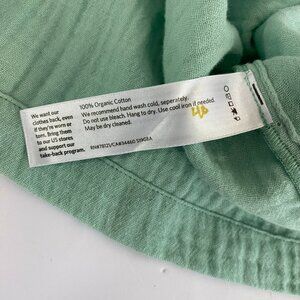 We want our
clothes back, even
if they're worn or
torn. Bring them
to our US stores
and support our
take-back program.
100% Organic Cotton
We recommend hand wash cold, seperately.
Do not use bleach. Hang to dry. Use cool iron if needed.
May be dry cleaned.